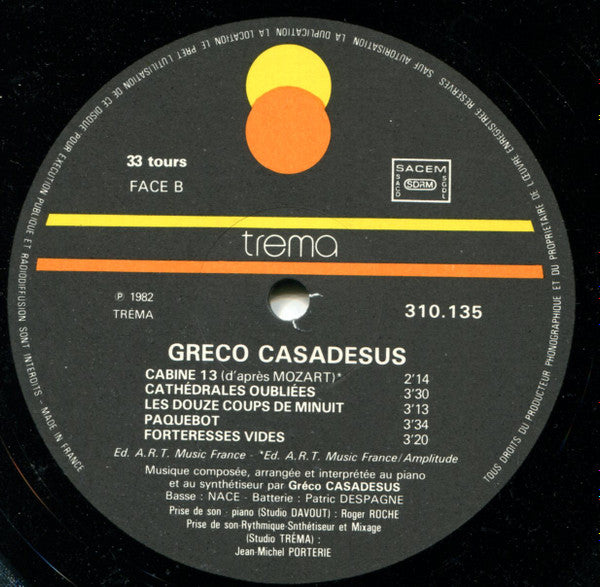 TOUS DROITS DU PRODUCTEUR PHONOGRAPHIQUE ET DU PROPRIETAIRE DE L'ŒUVRE ENREGISTREE RESERVES SAUF AUTORISATION LA DUPLICATION LA LOCATION LE PRET L'UTILISATION DE CE DISQUE POUR EXECUTION PUBLIQUE ET RADIODIFFUSION SONT INTERDITS - MADE IN FRANCE
33 tours
FACE B
SACEM
SACD SDRM SGDL
trema
℗ 1982
TREMA
310.135
GRECO CASADESUS
CABINE 13 (d'après MOZART)* 2'14
CATHÉDRALES OUBLIÉES 3'30
LES DOUZE COUPS DE MINUIT 3'13
PAQUEBOT 3'34
FORTERESSES VIDES 3'20
Ed. A.R.T. Music France - *Ed. A.R.T. Music France/Amplitude
Musique composée, arrangée et interprétée au piano
et au synthétiseur par Gréco CASADESUS
Basse : NACE - Batterie : Patric DESPAGNE
Prise de son - piano (Studio DAVOUT) : Roger ROCHE
Prise de son-Rythmique-Snthétiseur et Mixage
(Studio TRÉMA) :
Jean-Michel PORTERIE